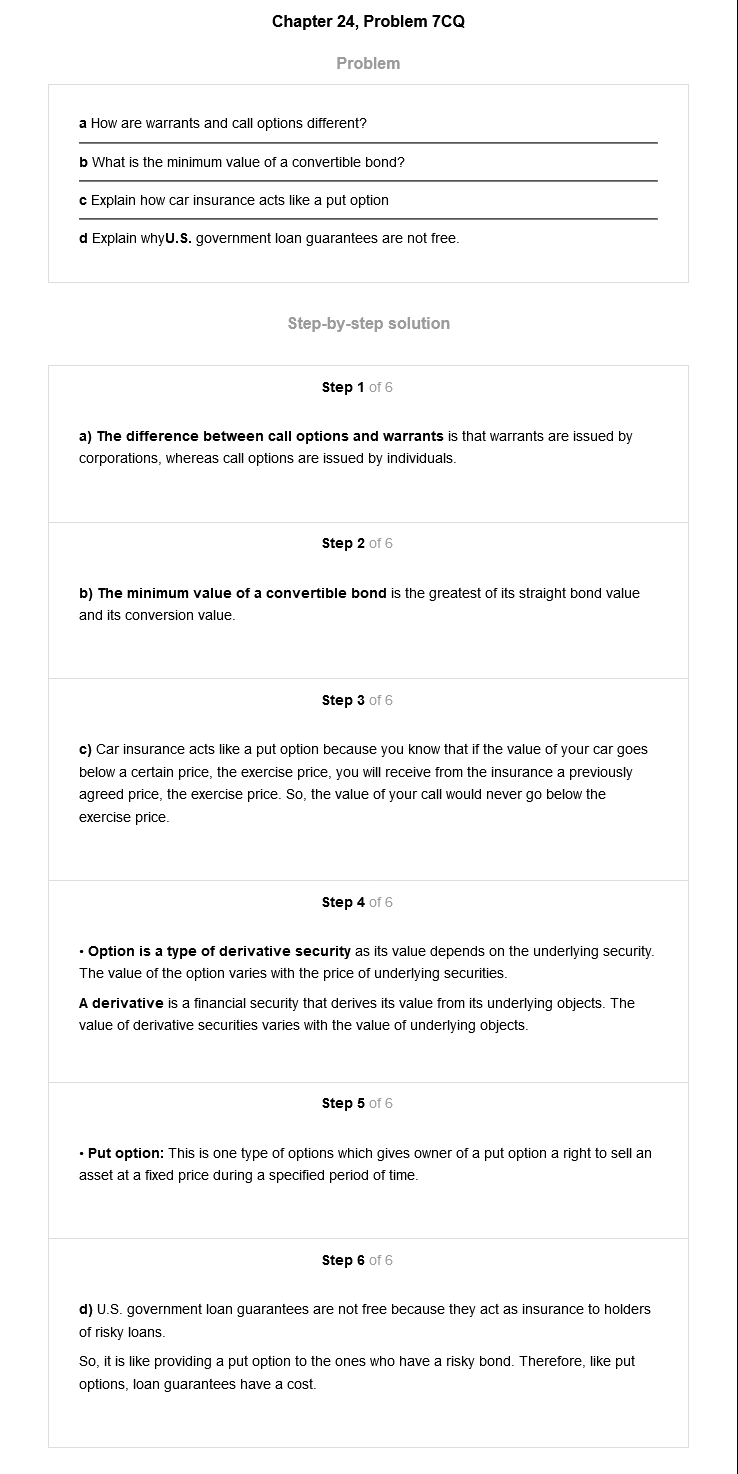 Chapter 24, Problem 7CQ
Problem
a How are warrants and call options different?
b What is the minimum value of a convertible bond?
c Explain how car insurance acts like a put option
d Explain whyU.S. government loan guarantees are not free.
Step-by-step solution
Step 1 of 6
a) The difference between call options and warrants is that warrants are issued by
corporations, whereas call options are issued by individuals.
Step 2 of 6
b) The minimum value of a convertible bond is the greatest of its straight bond value
and its conversion value.
Step 3 of 6
c) Car insurance acts like a put option because you know that if the value of your car goes
below a certain price, the exercise price, you will receive from the insurance a previously
agreed price, the exercise price. So, the value of your call would never go below the
exercise price.
Step 4 of 6
• Option is a type of derivative security as its value depends on the underlying security.
The value of the option varies with the price of underlying securities.
A derivative is a financial security that derives its value from its underlying objects. The
value of derivative securities varies with the value of underlying objects.
Step 5 of 6
• Put option: This is one type of options which gives owner of a put option a right to sell an
asset at a fixed price during a specified period of time.
Step 6 of 6
d) U.S. government loan guarantees are not free because they act as insurance to holders
of risky loans.
So, it is like providing a put option to the ones who have a risky bond. Therefore, like put
options, loan guarantees have a cost.